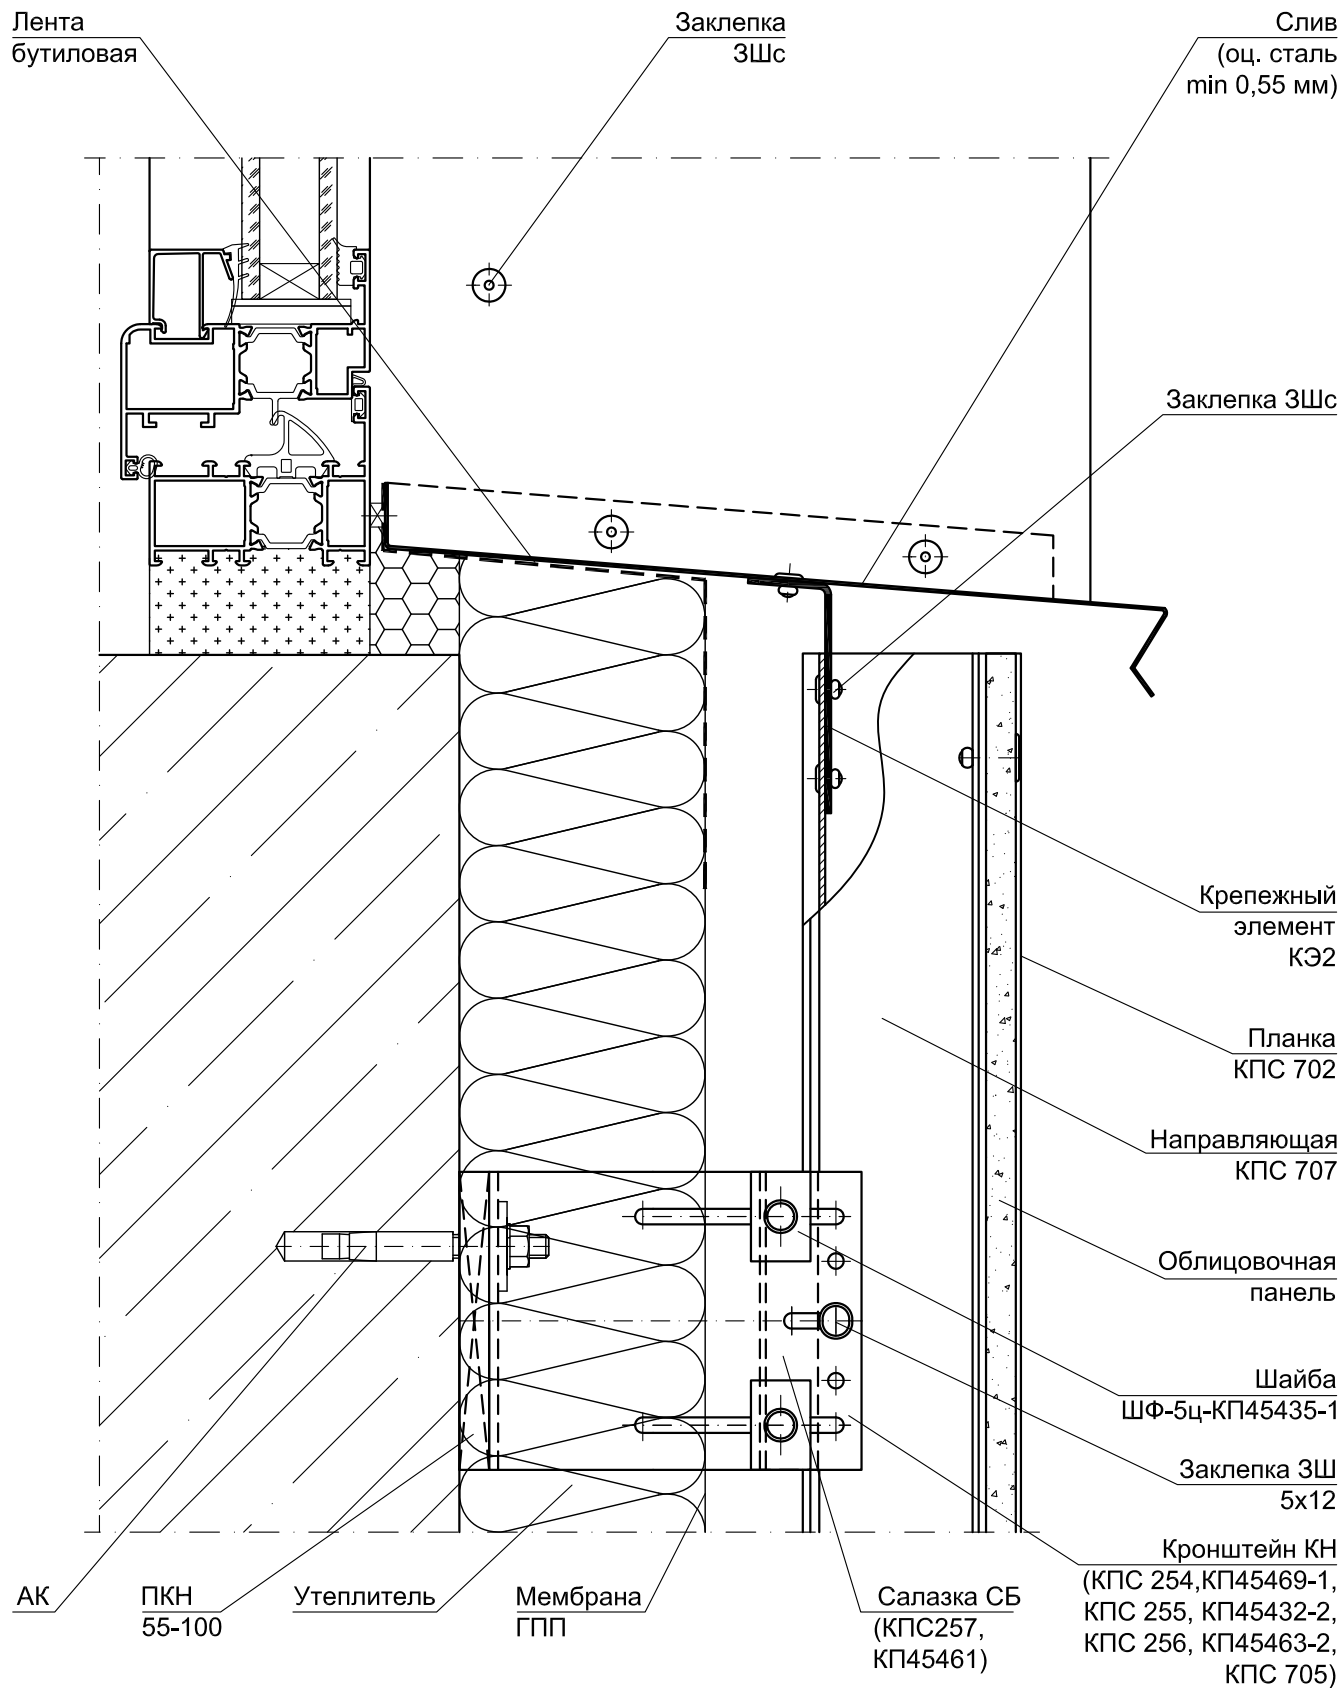 Лента
бутиловая
Заклепка
ЗШс
Слив
(оц. сталь
min 0,55 мм)
Заклепка ЗШс
Крепежный
элемент
КЭ2
Планка
КПС 702
Направляющая
КПС 707
Облицовочная
панель
Шайба
ШФ-5ц-КП45435-1
Заклепка ЗШ
5х12
Кронштейн КН
(КПС 254,КП45469-1,
КПС 255, КП45432-2,
КПС 256, КП45463-2,
КПС 705)
АК
ПКН
55-100
Утеплитель
Мембрана
ГПП
Салазка СБ
(КПС257,
КП45461)